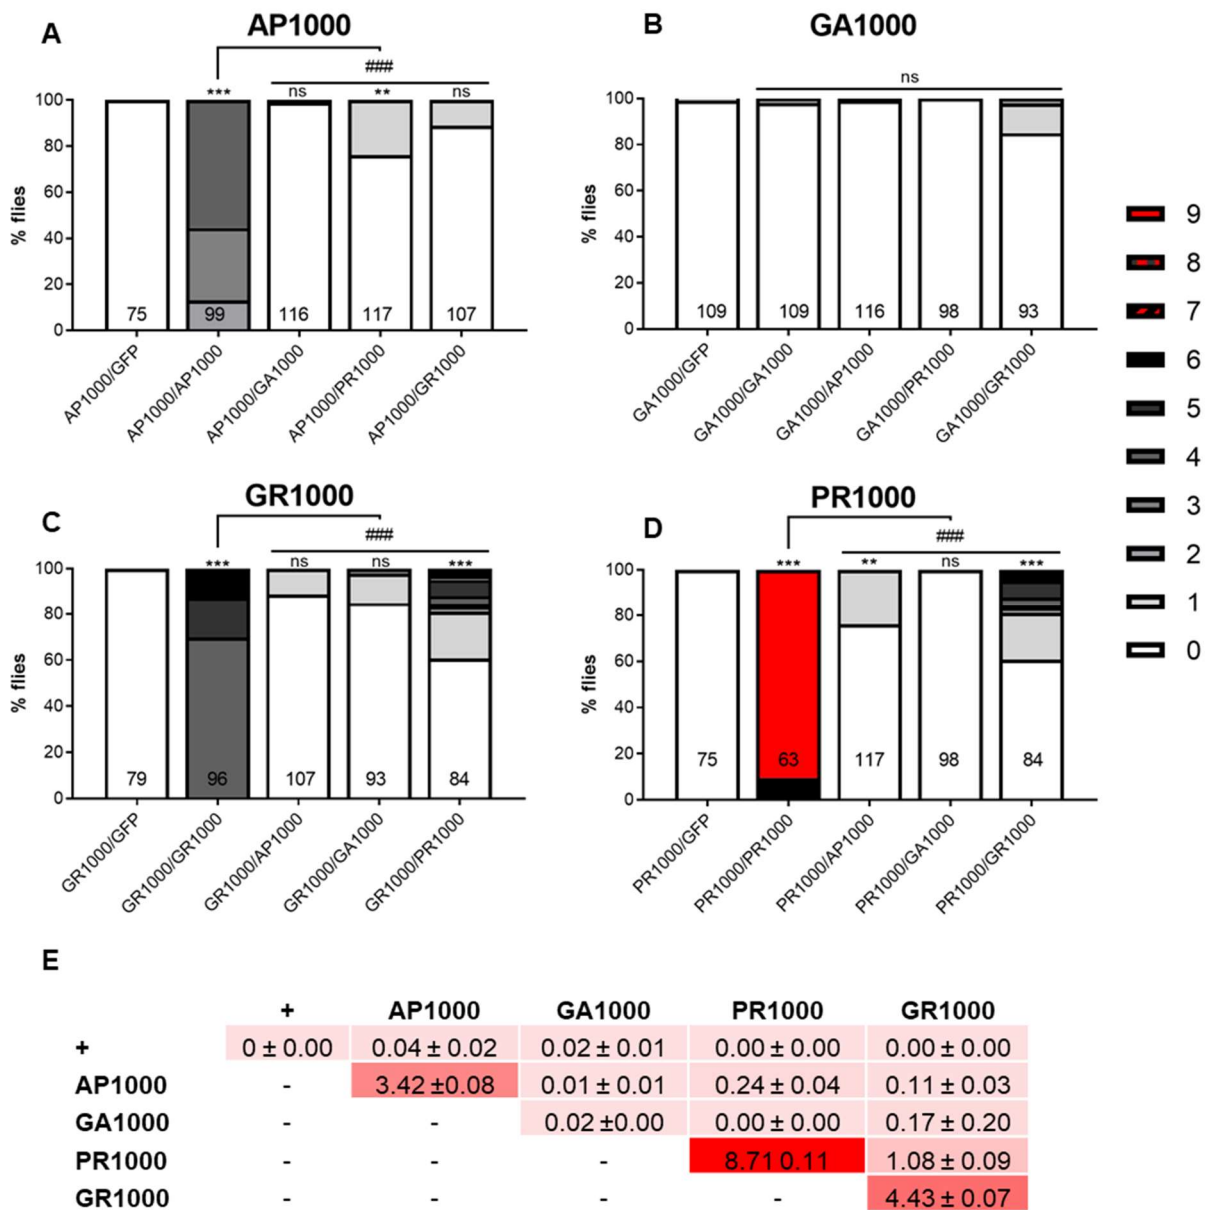 A
AP1000
###
*** ns ** ns
% flies
100
80
60
40
20
0
75 99 116 117 107
AP1000/GFP
AP1000/AP1000
AP1000/GA1000
AP1000/PR1000
AP1000/GR1000
B
GA1000
ns
% flies
100
80
60
40
20
0
109 109 116 98 93
GA1000/GFP
GA1000/GA1000
GA1000/AP1000
GA1000/PR1000
GA1000/GR1000
9
8
7
6
5
4
3
2
1
0
C
GR1000
###
*** ns ns ***
% flies
100
80
60
40
20
0
79 96 107 93 84
GR1000/GFP
GR1000/GR1000
GR1000/AP1000
GR1000/GA1000
GR1000/PR1000
D
PR1000
###
*** ** ns ***
% flies
100
80
60
40
20
0
75 63 117 98 84
PR1000/GFP
PR1000/PR1000
PR1000/AP1000
PR1000/GA1000
PR1000/GR1000
E
+ AP1000 GA1000 PR1000 GR1000
+ 0 ± 0.00 0.04 ± 0.02 0.02 ± 0.01 0.00 ± 0.00 0.00 ± 0.00
AP1000 - 3.42 ±0.08 0.01 ± 0.01 0.24 ± 0.04 0.11 ± 0.03
GA1000 - - 0.02 ±0.00 0.00 ± 0.00 0.17 ± 0.20
PR1000 - - - 8.71 0.11 1.08 ± 0.09
GR1000 - - - - 4.43 ± 0.07